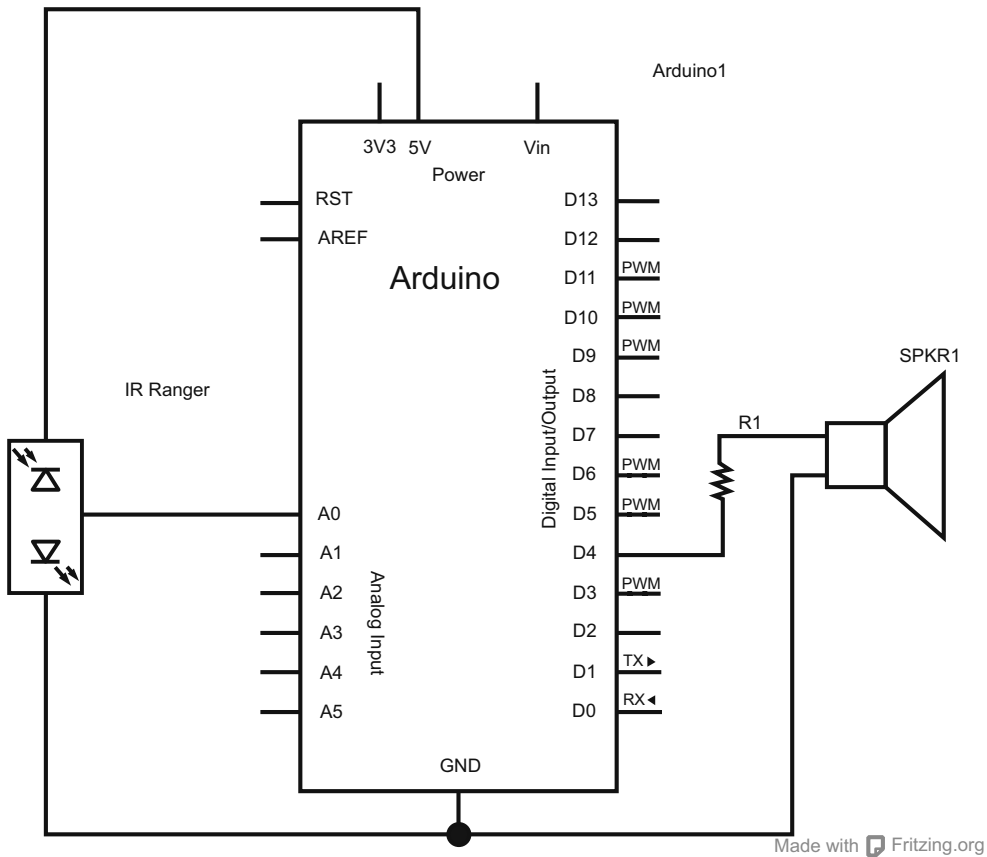 Arduino1
3V3 5V Vin
Power
RST
AREF
Arduino
D13
D12
D11 PWM
D10 PWM
D9 PWM
D8
D7
D6 PWM
D5 PWM
D4
D3 PWM
D2
D1 TX
D0 RX
Digital Input/Output
IR Ranger
A0
A1
A2
A3
A4
A5
Analog Input
GND
R1
SPKR1
Made with Fritzing.org